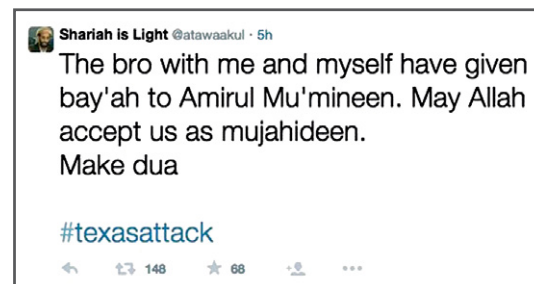 Shariah is Light @atawaakul · 5h
The bro with me and myself have given
bay'ah to Amirul Mu'mineen. May Allah
accept us as mujahideen.
Make dua
#texasattack
148 68